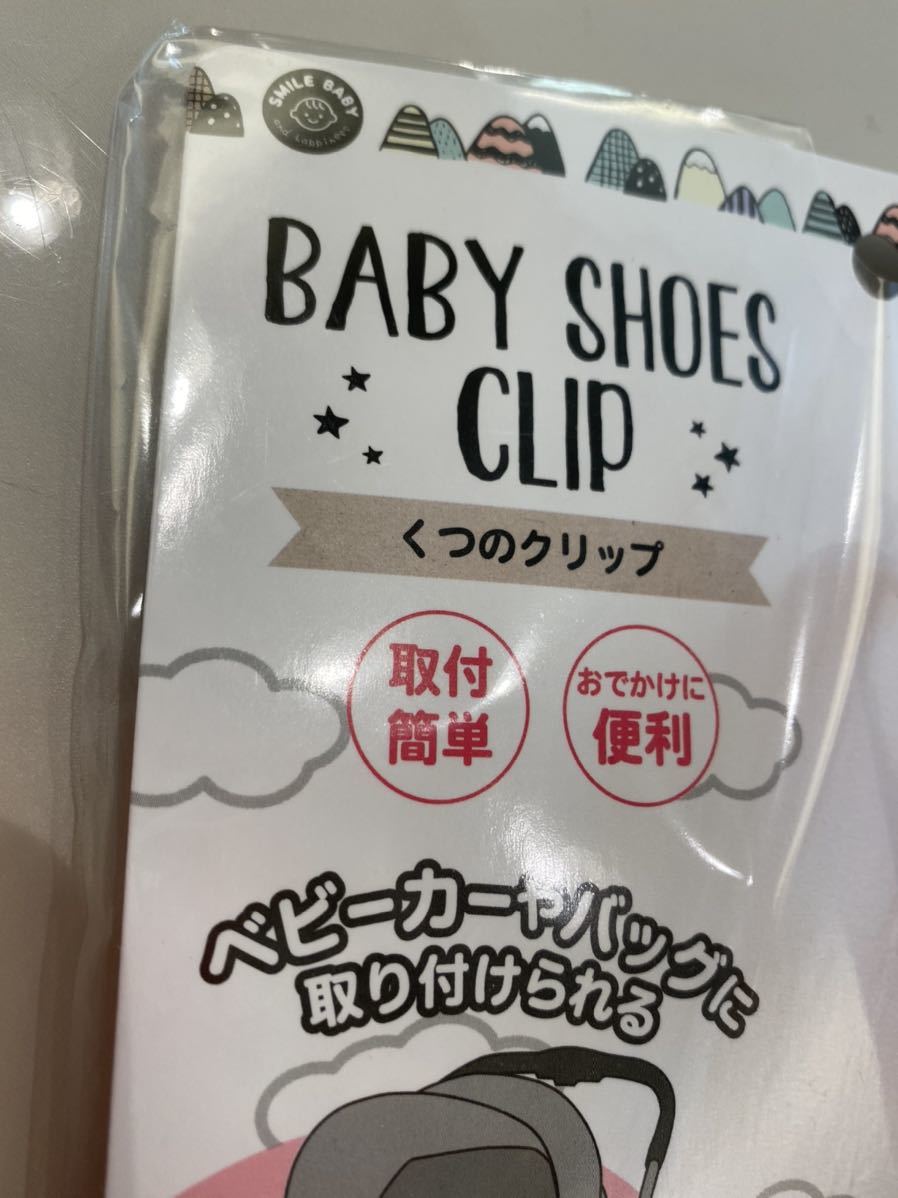 SMILE BABY
and happiness
BABY SHOES
CLIP
くつのクリップ
取付
簡単
おでかけに
便利
ベビーカーやバッグに
取り付けられる